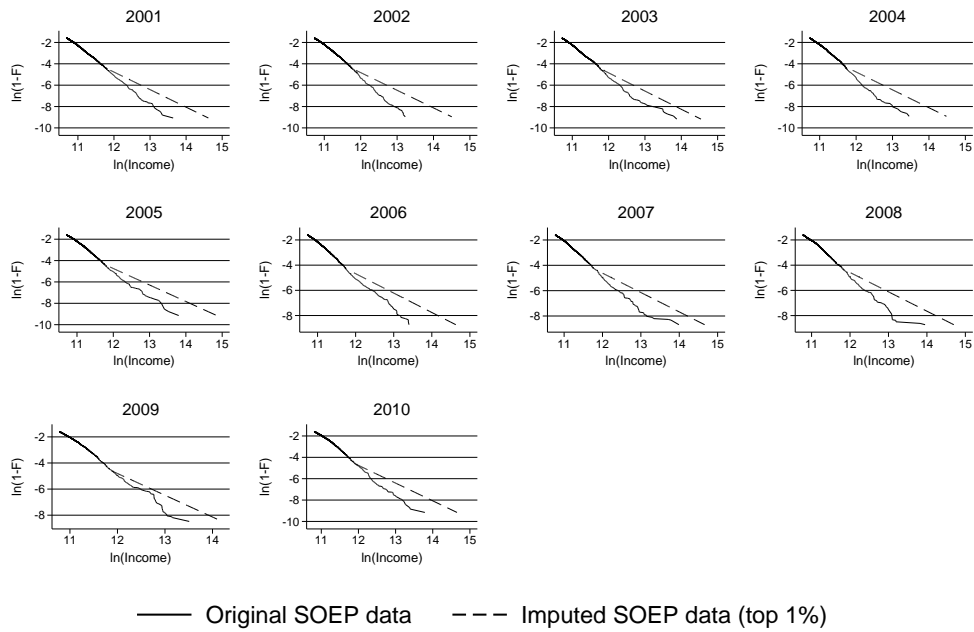 2001
2002
2003
2004
ln(1-F)
-2
-4
-6
-8
-10
11 12 13 14 15
ln(Income)
ln(1-F)
-2
-4
-6
-8
-10
11 12 13 14 15
ln(Income)
ln(1-F)
-2
-4
-6
-8
-10
11 12 13 14 15
ln(Income)
ln(1-F)
-2
-4
-6
-8
-10
11 12 13 14 15
ln(Income)
2005
2006
2007
2008
ln(1-F)
-2
-4
-6
-8
-10
11 12 13 14 15
ln(Income)
ln(1-F)
-2
-4
-6
-8
11 12 13 14 15
ln(Income)
ln(1-F)
-2
-4
-6
-8
11 12 13 14 15
ln(Income)
ln(1-F)
-2
-4
-6
-8
11 12 13 14 15
ln(Income)
2009
2010
ln(1-F)
-2
-4
-6
-8
11 12 13 14
ln(Income)
ln(1-F)
-2
-4
-6
-8
-10
11 12 13 14 15
ln(Income)
Original SOEP data
Imputed SOEP data (top 1%)